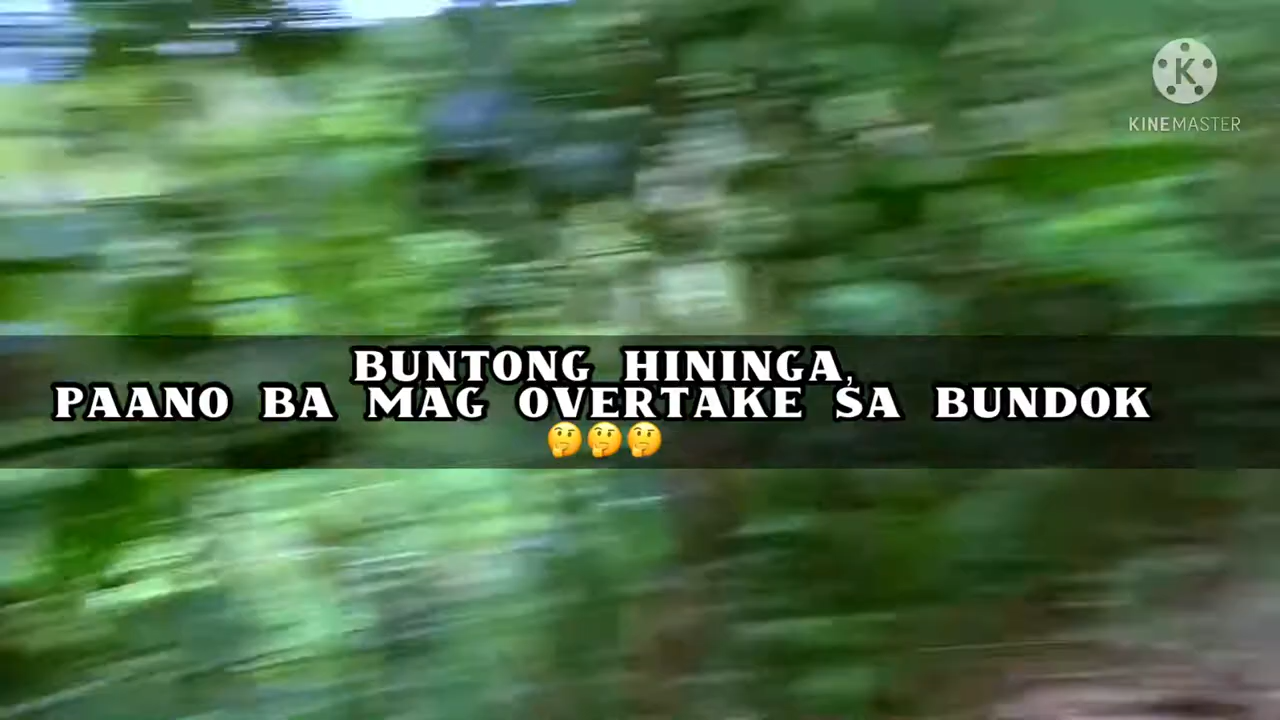 K
KINEMASTER
BUNTONG HININGA,
PAANO BA MAG OVERTAKE SA BUNDOK
🤔🤔🤔